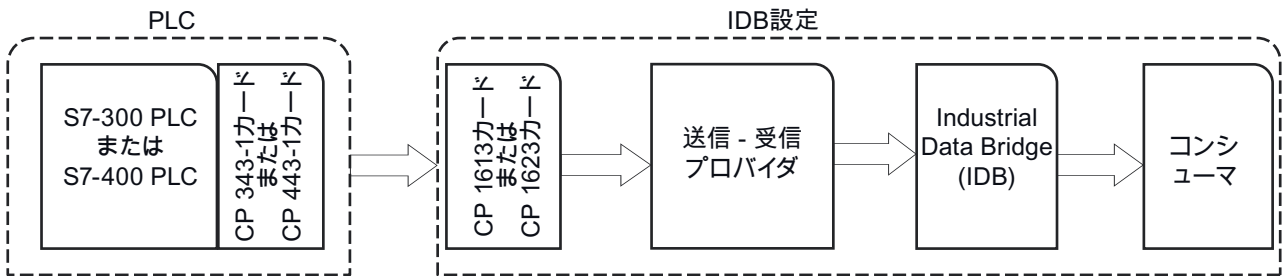 PLC
IDB設定
S7-300 PLC
または
S7-400 PLC
CP 343-1カード
または
CP 443-1カード
CP 1613カード
または
CP 1623カード
送信 - 受信
プロバイダ
Industrial
Data Bridge
(IDB)
コンシ
ューマ